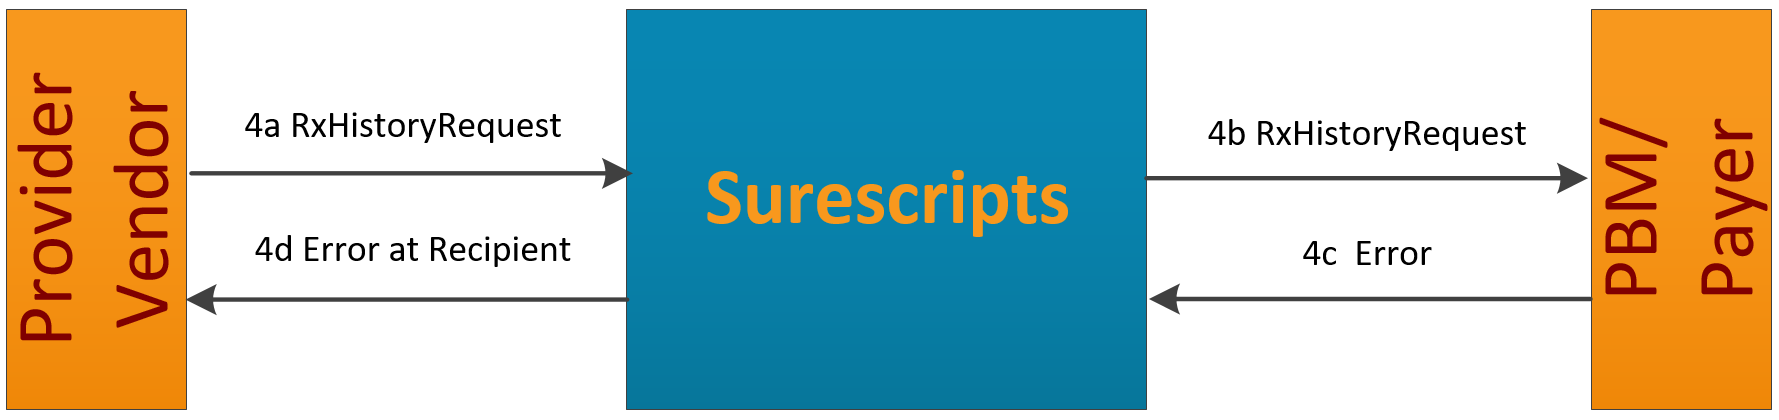 Provider
Vendor
4a RxHistoryRequest
4d Error at Recipient
Surescripts
4b RxHistoryRequest
4c  Error
PBM/
Payer